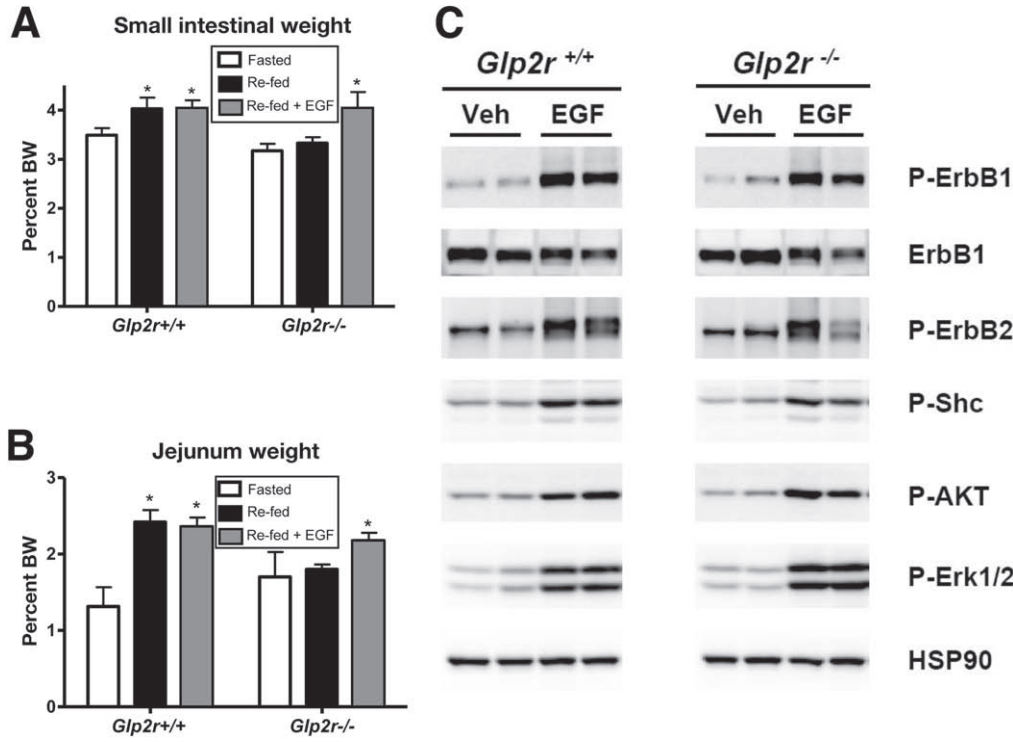 A
Small intestinal weight
Fasted
Re-fed
Re-fed + EGF
Percent BW
4
3
2
1
0
* * *
Glp2r+/+ Glp2r-/-
B
Jejunum weight
Fasted
Re-fed
Re-fed + EGF
Percent BW
3
2
1
0
* * *
Glp2r+/+ Glp2r-/-
C
Glp2r +/+ Glp2r -/-
Veh EGF Veh EGF
P-ErbB1
ErbB1
P-ErbB2
P-Shc
P-AKT
P-Erk1/2
HSP90